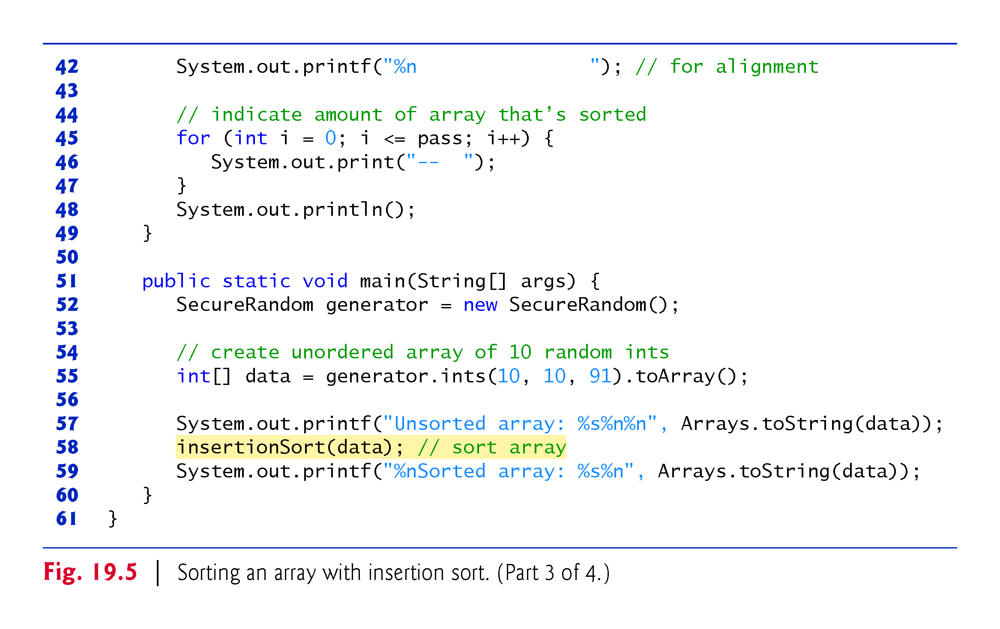 42         System.out.printf("%n               "); // for alignment
43
44         // indicate amount of array that’s sorted
45         for (int i = 0; i <= pass; i++) {
46            System.out.print("--  ");
47         }
48         System.out.println();
49      }
50
51      public static void main(String[] args) {
52         SecureRandom generator = new SecureRandom();
53
54         // create unordered array of 10 random ints
55         int[] data = generator.ints(10, 10, 91).toArray();
56
57         System.out.printf("Unsorted array: %s%n%n", Arrays.toString(data));
58         insertionSort(data); // sort array
59         System.out.printf("%nSorted array: %s%n", Arrays.toString(data));
60      }
61   }
Fig. 19.5 | Sorting an array with insertion sort. (Part 3 of 4.)